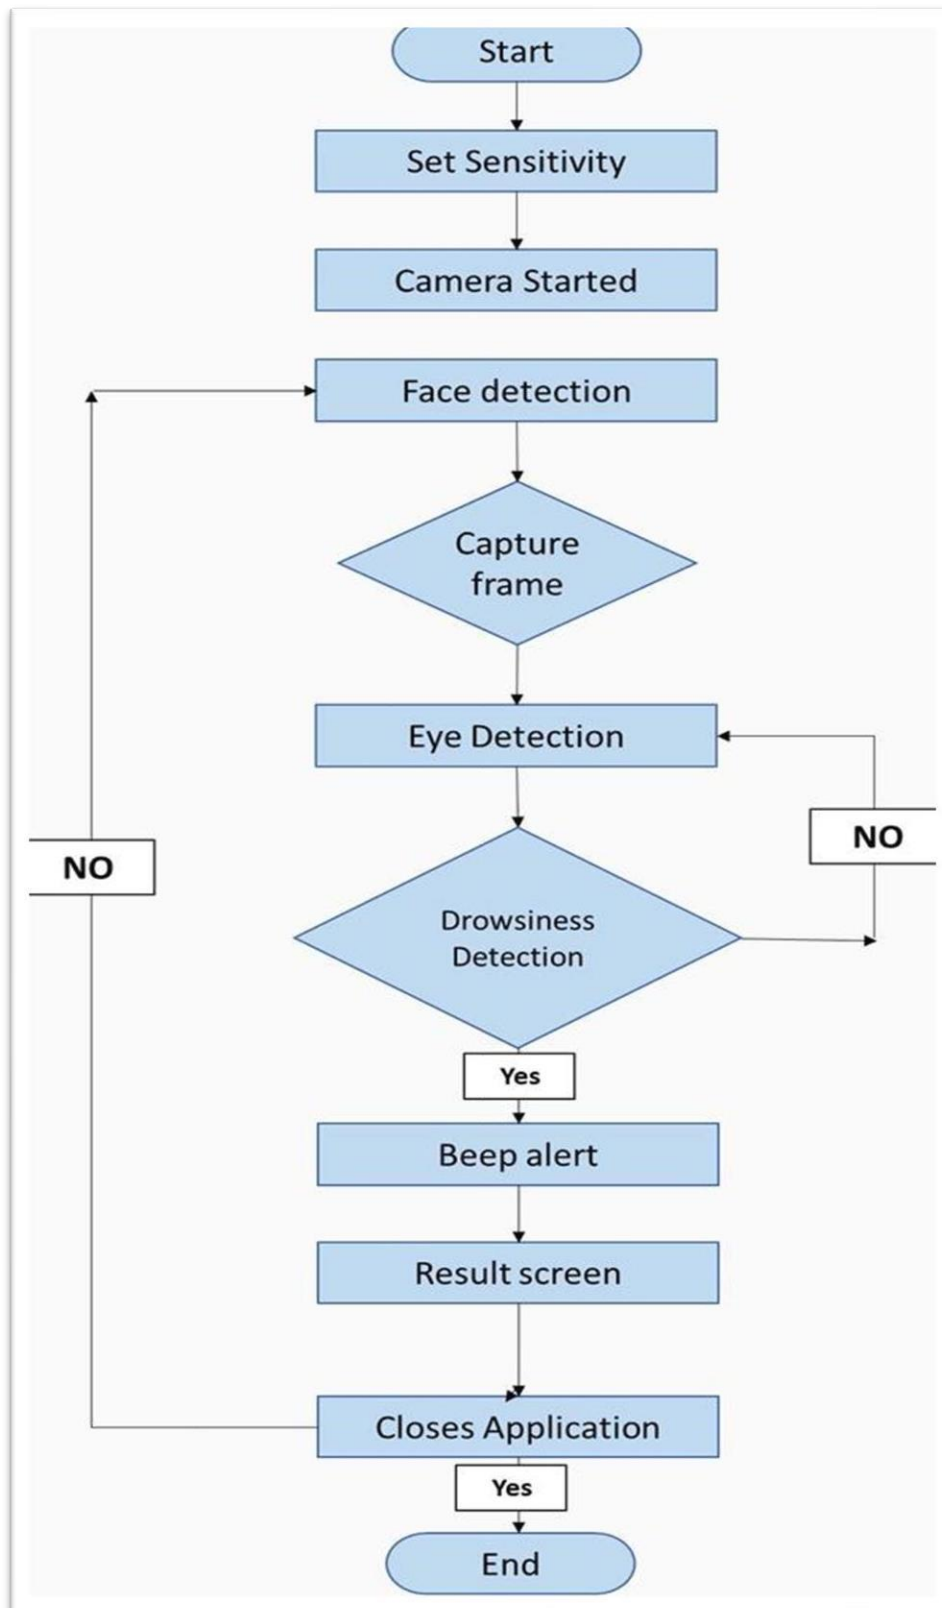 Start
Set Sensitivity
Camera Started
Face detection
Capture
frame
Eye Detection
NO
NO
Drowsiness
Detection
Yes
Beep alert
Result screen
Closes Application
Yes
End